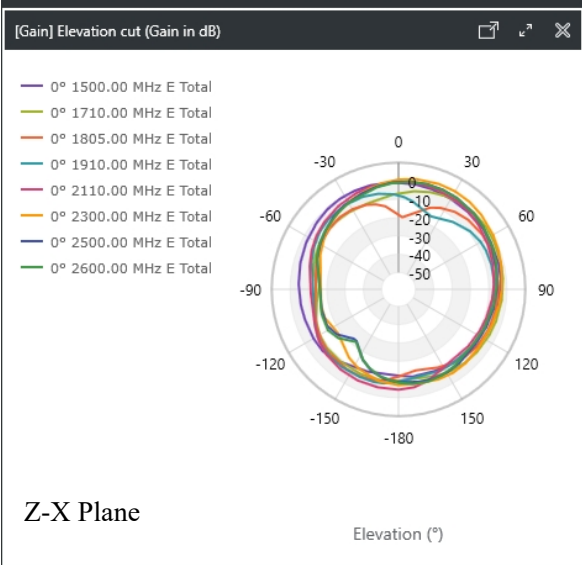 [Gain] Elevation cut (Gain in dB)
0° 1500.00 MHz E Total
0° 1710.00 MHz E Total
0° 1805.00 MHz E Total
0° 1910.00 MHz E Total
0° 2110.00 MHz E Total
0° 2300.00 MHz E Total
0° 2500.00 MHz E Total
0° 2600.00 MHz E Total
0
-30
30
-60
60
-90
90
-120
120
-150
150
-180
0
-10
-20
-30
-40
-50
Z-X Plane
Elevation (°)